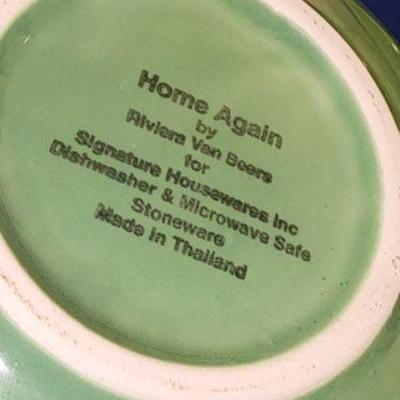 Home Again
by
Riviera Van Beers
for
Signature Housewares Inc
Dishwasher & Microwave Safe
Stoneware
Made in Thailand